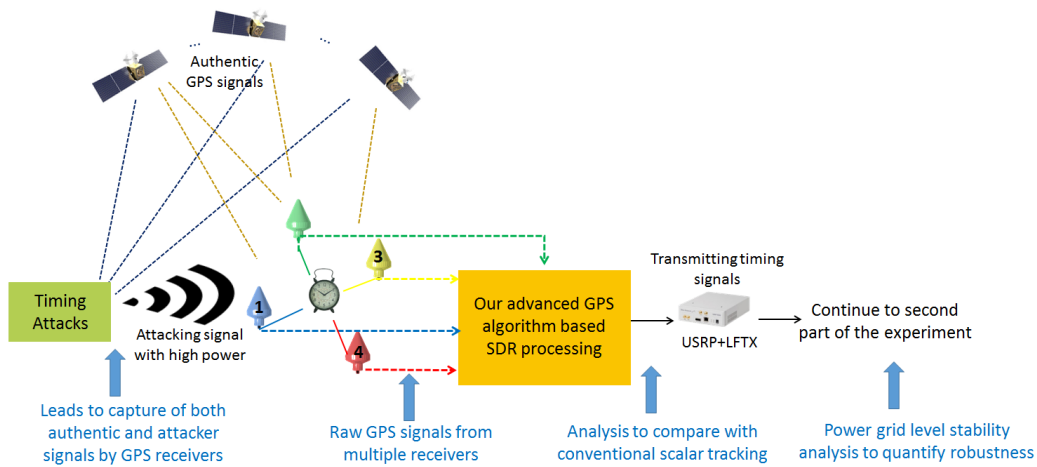 ...
...
Authentic
GPS signals
1
3
4
Timing
Attacks
Attacking signal
with high power
Our advanced GPS
algorithm based
SDR processing
Transmitting timing
signals
USRP+LFTX
Continue to second
part of the experiment
Leads to capture of both
authentic and attacker
signals by GPS receivers
Raw GPS signals from
multiple receivers
Analysis to compare with
conventional scalar tracking
Power grid level stability
analysis to quantify robustness